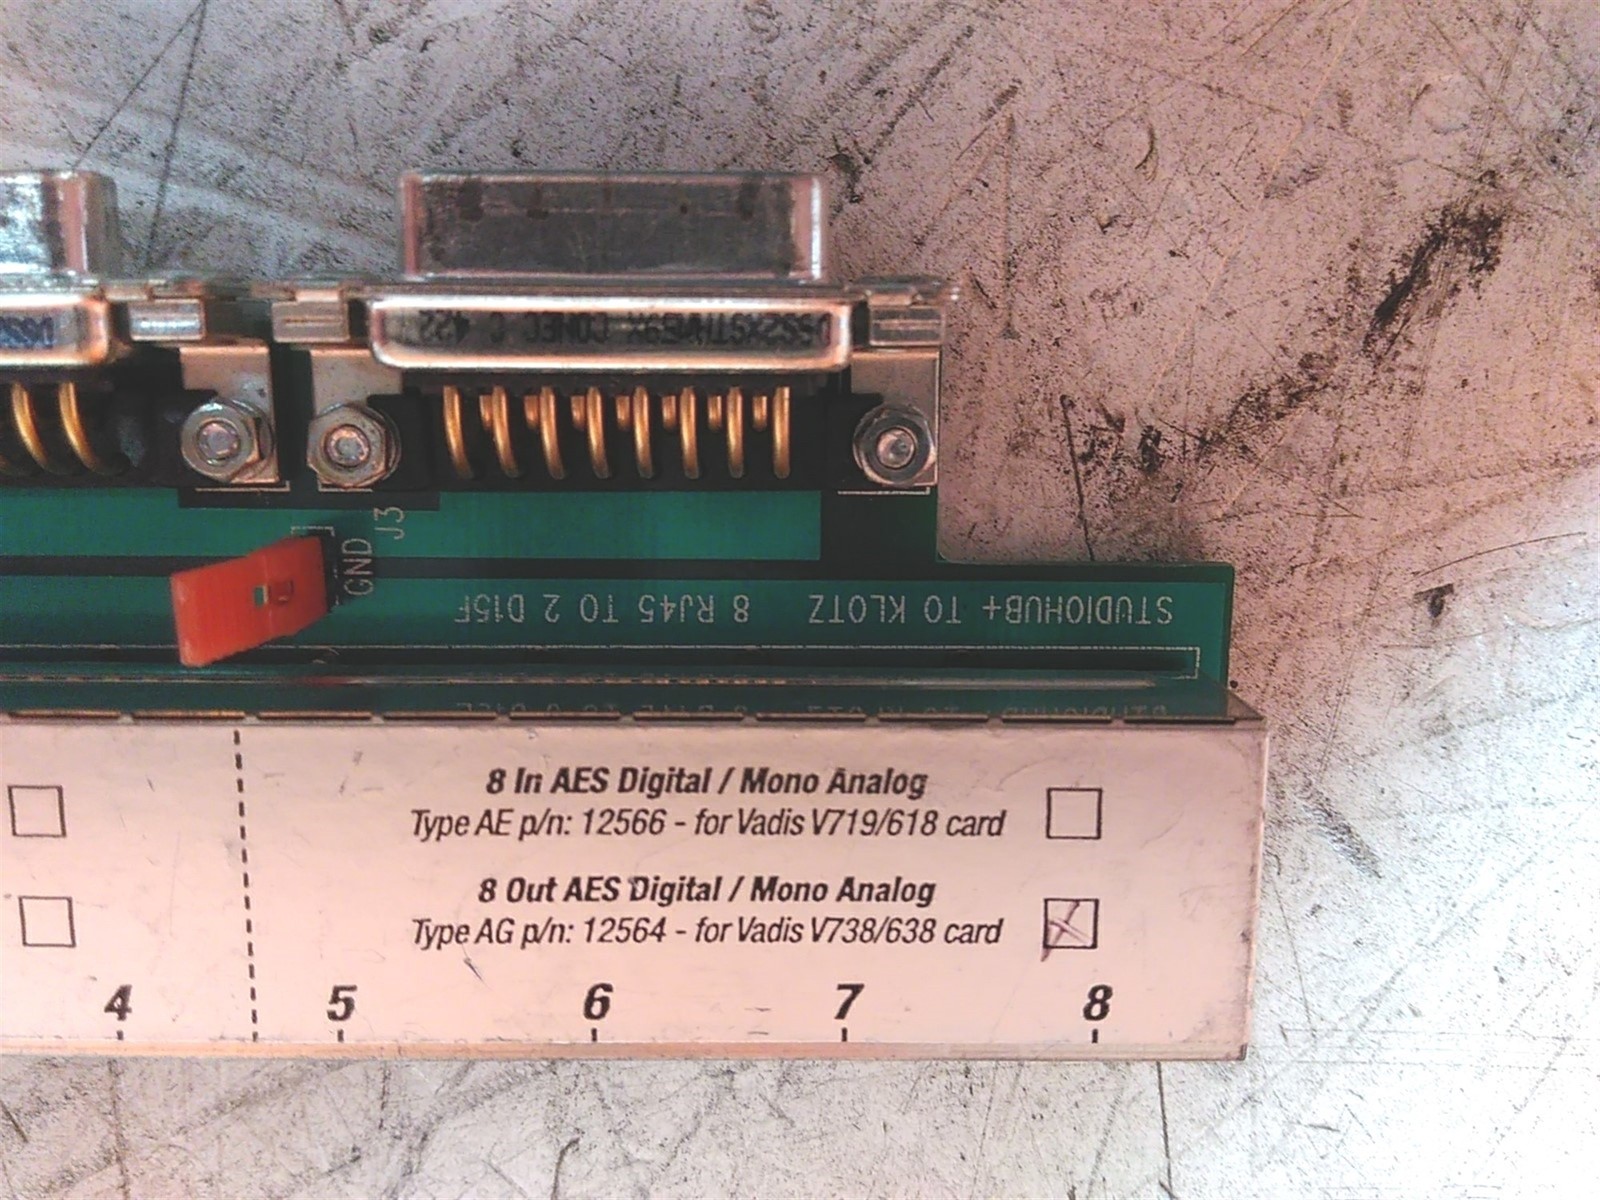 CONEC C 422
J3
GND
STUDIOHUB+ TO KLOTZ 8 RJ45 TO 2 D15F
8 In AES Digital / Mono Analog
Type AE p/n: 12566 - for Vadis V719/618 card
8 Out AES Digital / Mono Analog
Type AG p/n: 12564 - for Vadis V738/638 card
4 5 6 7 8